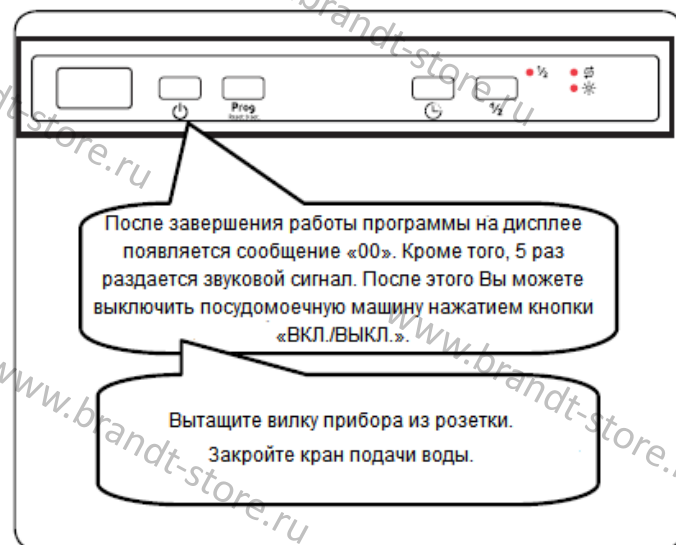 ½
Prog
½
После завершения работы программы на дисплее
появляется сообщение «00». Кроме того, 5 раз
раздается звуковой сигнал. После этого Вы можете
выключить посудомоечную машину нажатием кнопки
«ВКЛ./ВЫКЛ.».
Вытащите вилку прибора из розетки.
Закройте кран подачи воды.
www.brandt-store.ru
www.brandt-store.ru